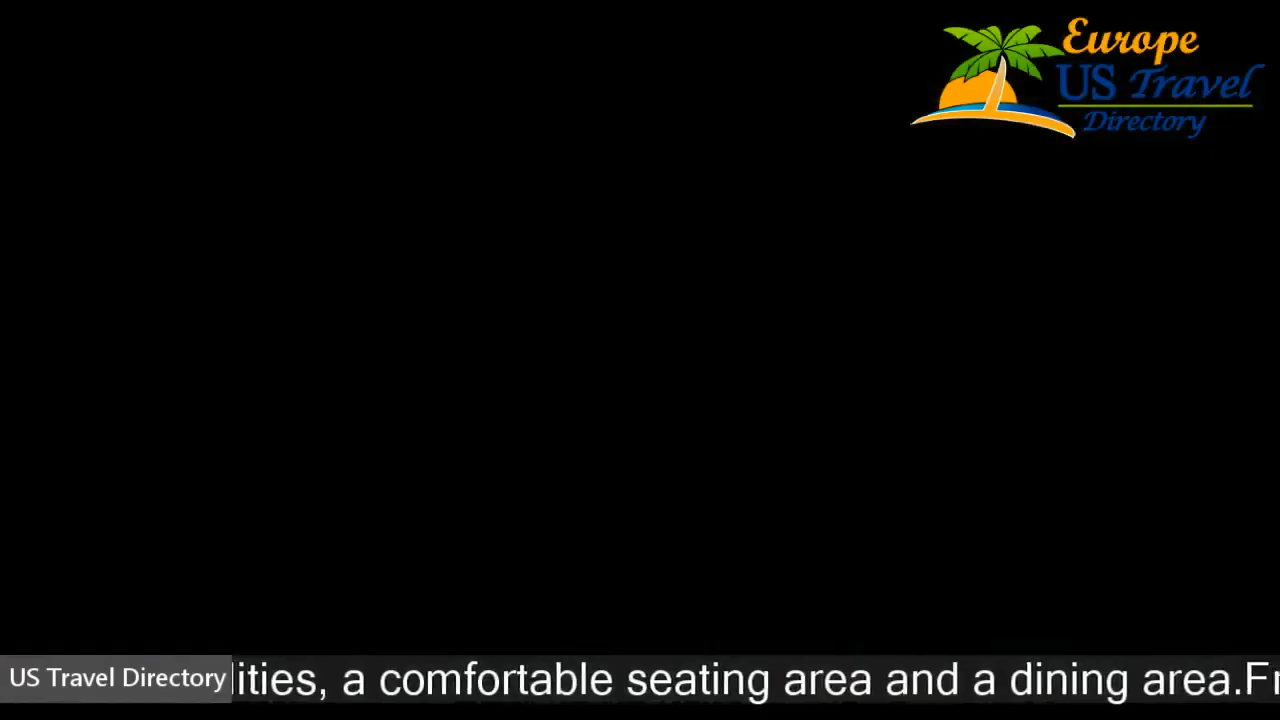 Europe
US Travel
Directory
US Travel Directory
lities, a comfortable seating area and a dining area.Fr